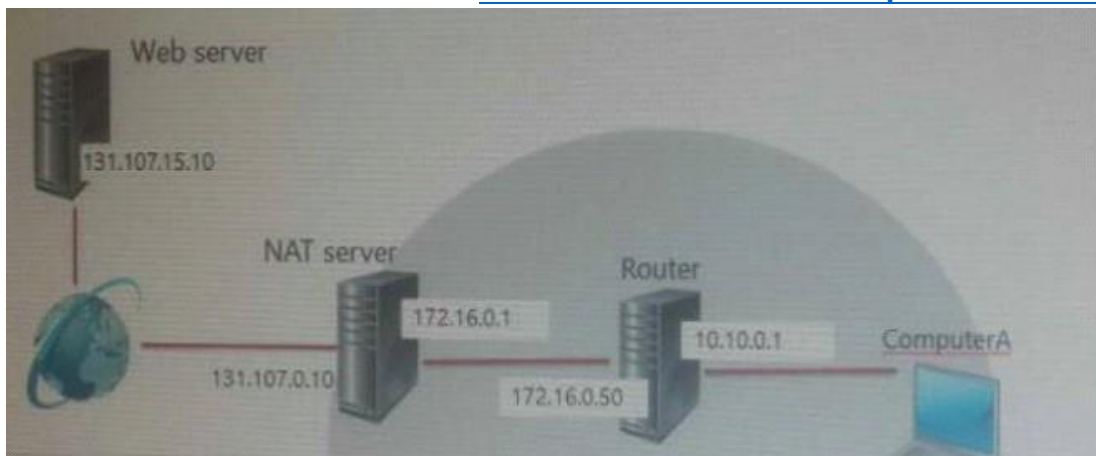 Web server
131.107.15.10
NAT server
172.16.0.1
131.107.0.10
Router
10.10.0.1
172.16.0.50
ComputerA